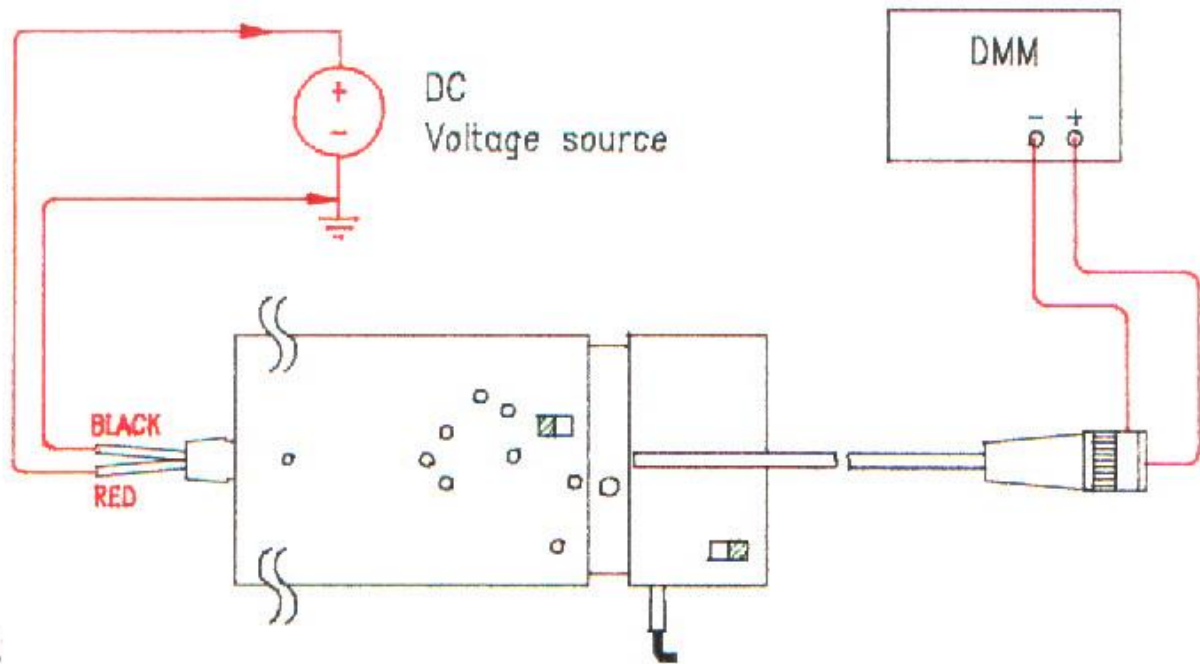 DC
Voltage source
+
-
DMM
- +
BLACK
RED